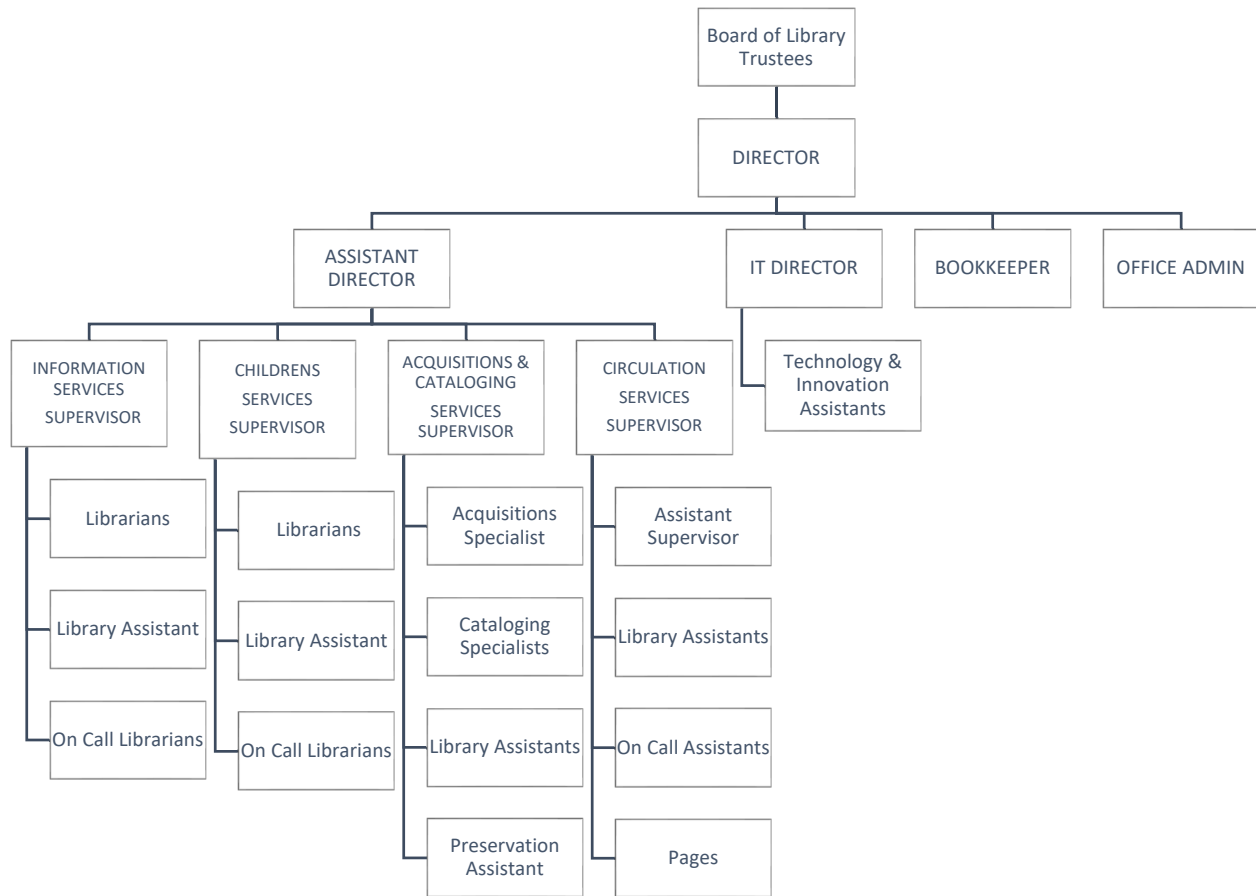 Board of Library
Trustees
DIRECTOR
ASSISTANT
DIRECTOR
IT DIRECTOR
BOOKKEEPER
OFFICE ADMIN
INFORMATION
SERVICES
SUPERVISOR
CHILDRENS
SERVICES
SUPERVISOR
ACQUISITIONS &
CATALOGING
SERVICES
SUPERVISOR
CIRCULATION
SERVICES
SUPERVISOR
Technology &
Innovation
Assistants
Librarians
Library Assistant
On Call Librarians
Librarians
Library Assistant
On Call Librarians
Acquisitions
Specialist
Cataloging
Specialists
Library Assistants
Preservation
Assistant
Assistant
Supervisor
Library Assistants
On Call Assistants
Pages